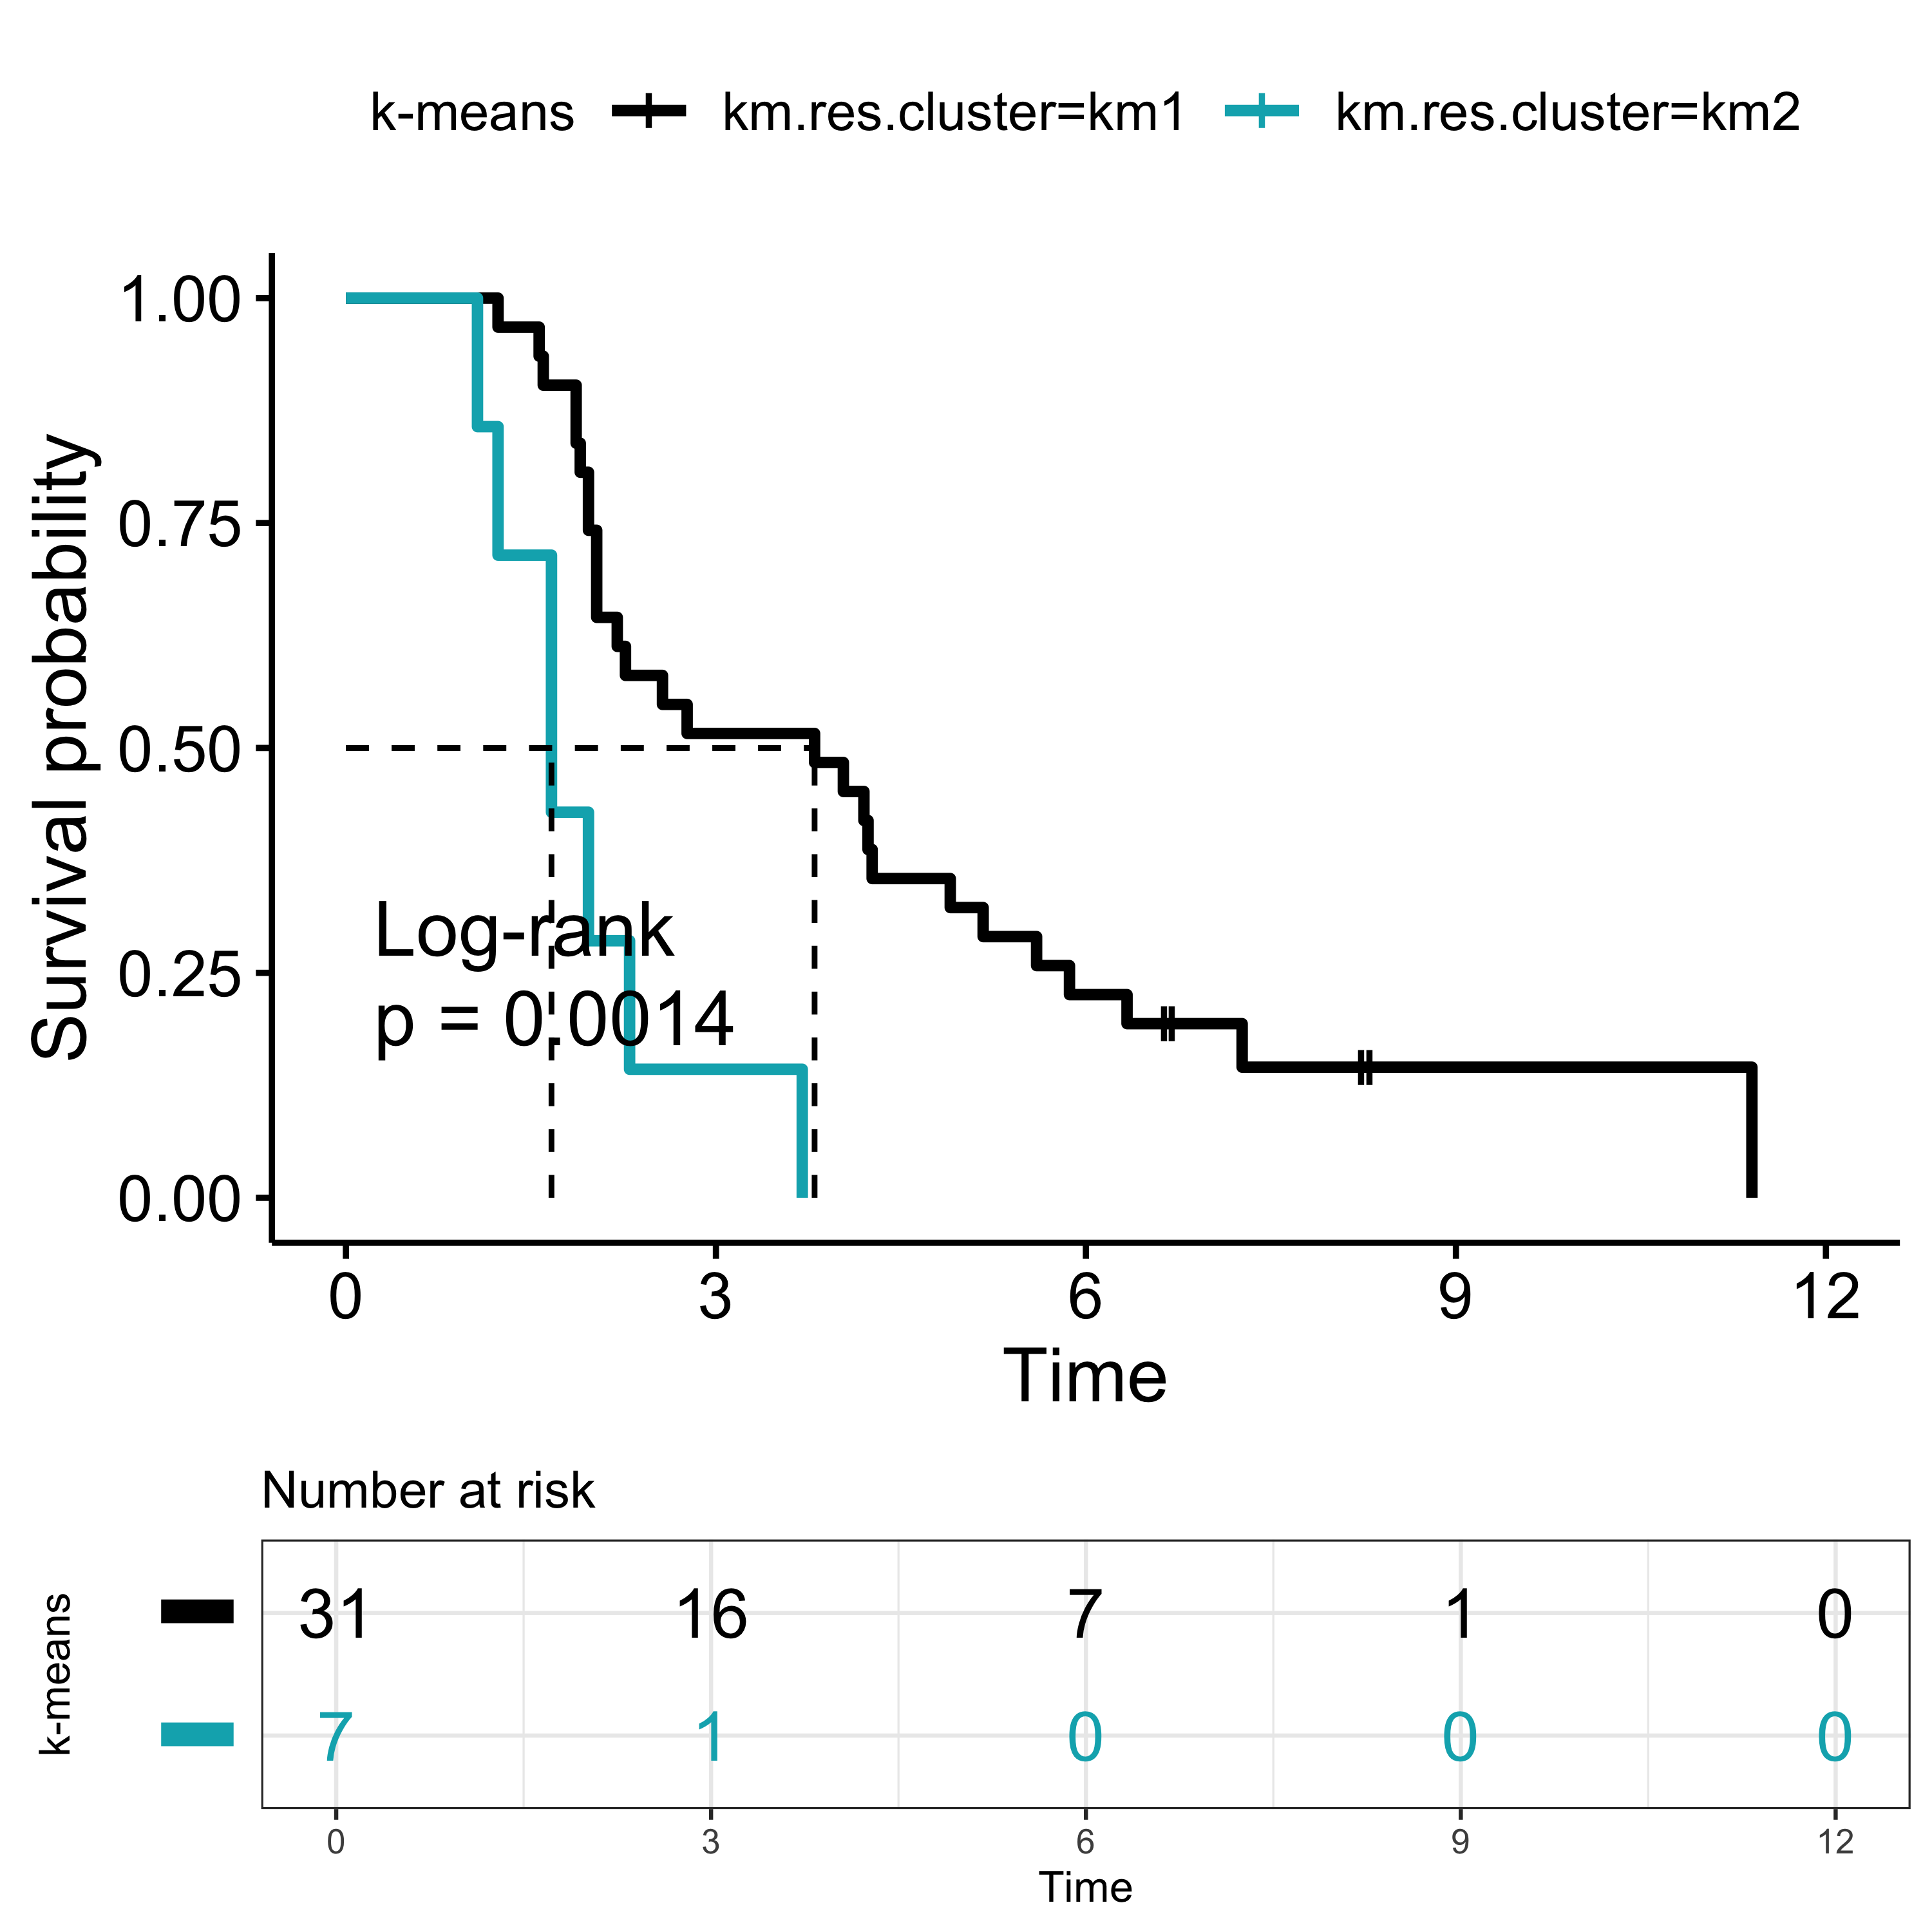 k-means km.res.cluster=km1 km.res.cluster=km2
Survival probability
1.00
0.75
0.50
0.25
0.00
Log-rank
p = 0.0014
0 3 6 9 12
Time
Number at risk
k-means
31 16 7 1 0
7 1 0 0 0
0 3 6 9 12
Time